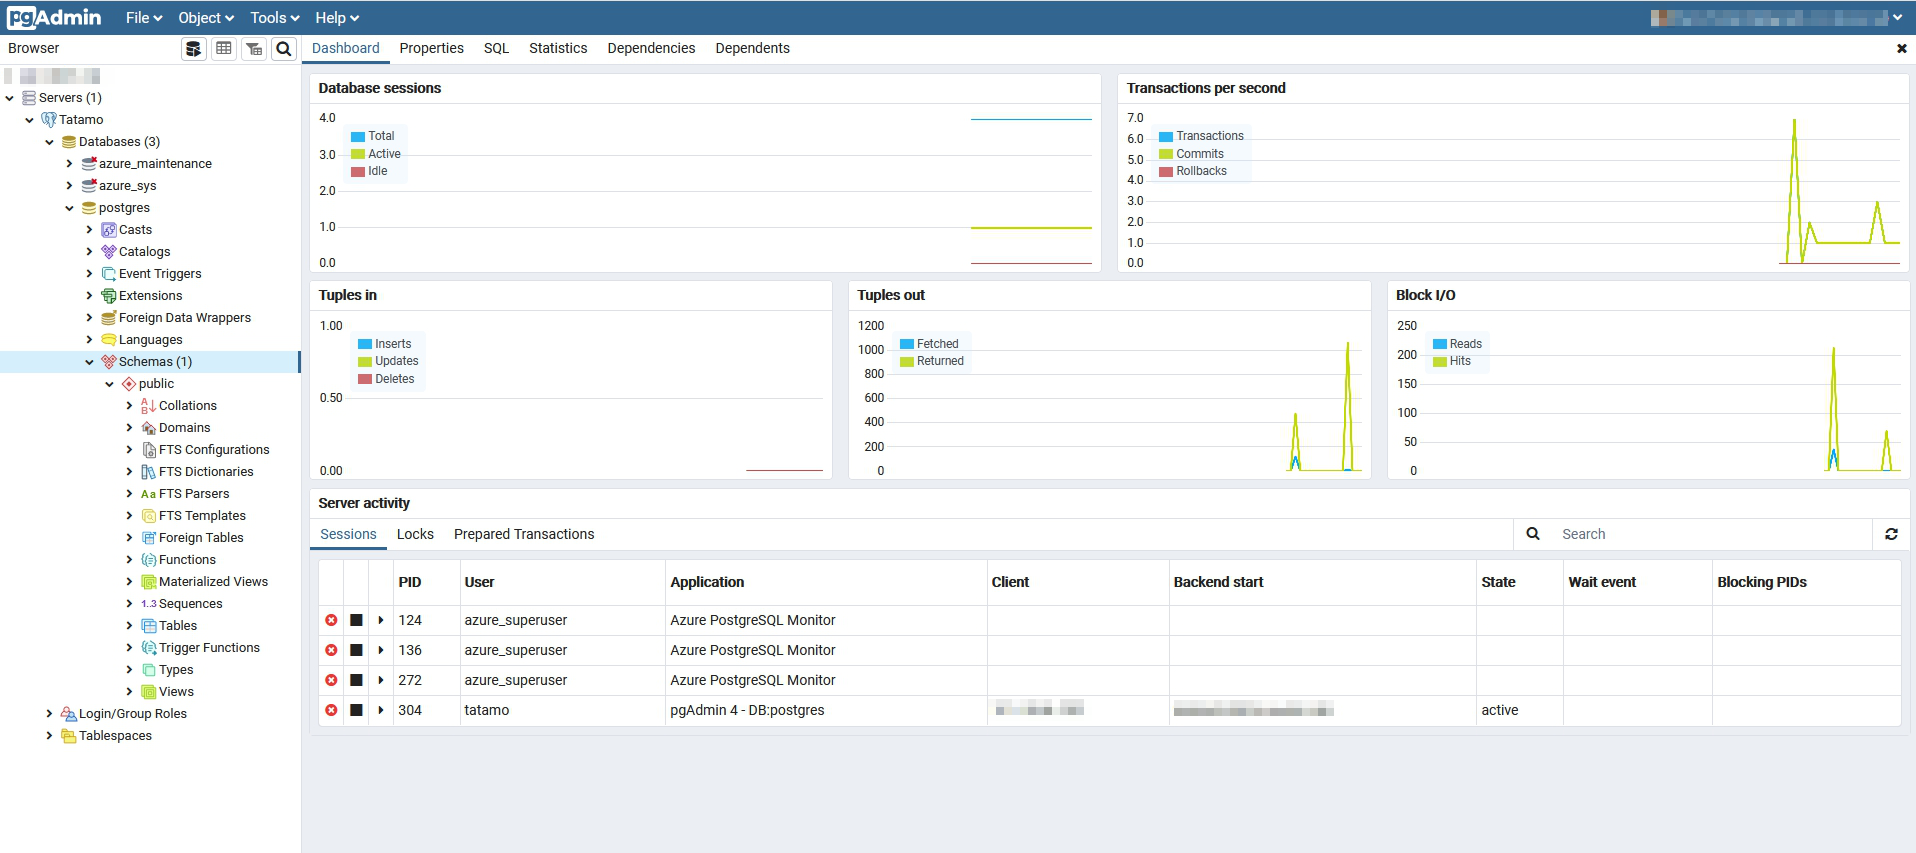 pgAdmin File Object Tools Help
Browser
Dashboard Properties SQL Statistics Dependencies Dependents
Servers (1)
Tatamo
Databases (3)
azure_maintenance
azure_sys
postgres
Casts
Catalogs
Event Triggers
Extensions
Foreign Data Wrappers
Languages
Schemas (1)
public
Collations
Domains
FTS Configurations
FTS Dictionaries
Aa FTS Parsers
FTS Templates
Foreign Tables
Functions
Materialized Views
1..3 Sequences
Tables
Trigger Functions
Types
Views
Login/Group Roles
Tablespaces
Database sessions
4.0
3.0
2.0
1.0
0.0
Total
Active
Idle
Transactions per second
7.0
6.0
5.0
4.0
3.0
2.0
1.0
0.0
Transactions
Commits
Rollbacks
Tuples in
1.00
0.50
0.00
Inserts
Updates
Deletes
Tuples out
1200
1000
800
600
400
200
0
Fetched
Returned
Block I/O
250
200
150
100
50
0
Reads
Hits
Server activity
Sessions Locks Prepared Transactions Search
PID User Application Client Backend start State Wait event Blocking PIDs
124 azure_superuser Azure PostgreSQL Monitor
136 azure_superuser Azure PostgreSQL Monitor
272 azure_superuser Azure PostgreSQL Monitor
304 tatamo pgAdmin 4 - DB:postgres active